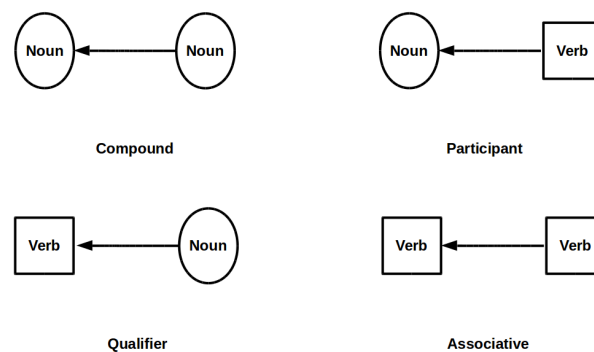 Noun Noun Noun Verb
Compound Participant
Verb Noun Verb Verb
Qualifier Associative